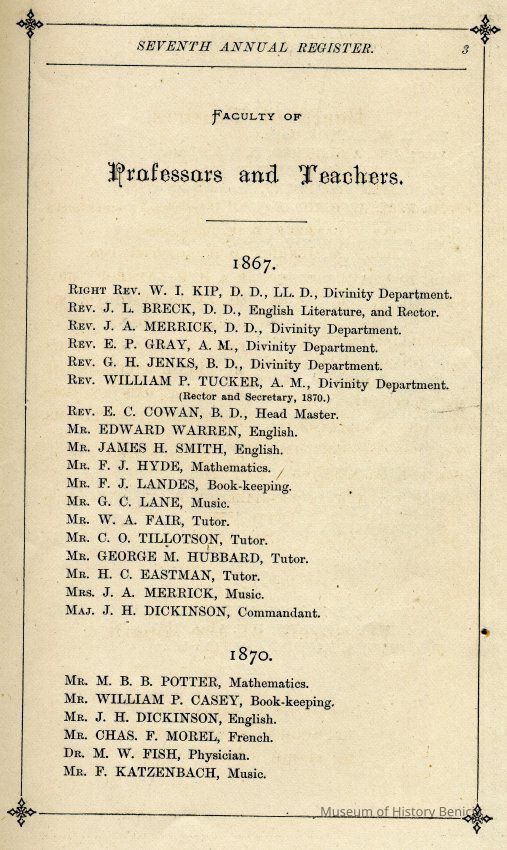 SEVENTH ANNUAL REGISTER. 3
FACULTY OF
Professors and Teachers.
1867.
RIGHT REV. W. I. KIP, D. D., LL. D., Divinity Department.
REV. J. L. BRECK, D. D., English Literature, and Rector.
REV. J. A. MERRICK, D. D., Divinity Department.
REV. E. P. GRAY, A. M., Divinity Department.
REV. G. H. JENKS, B. D., Divinity Department.
REV. WILLIAM P. TUCKER, A. M., Divinity Department.
(Rector and Secretary, 1870.)
REV. E. C. COWAN, B. D., Head Master.
MR. EDWARD WARREN, English.
MR. JAMES H. SMITH, English.
MR. F. J. HYDE, Mathematics.
MR. F. J. LANDES, Book-keeping.
MR. G. C. LANE, Music.
MR. W. A. FAIR, Tutor.
MR. C. O. TILLOTSON, Tutor.
MR. GEORGE M. HUBBARD, Tutor.
MR. H. C. EASTMAN, Tutor.
MRS. J. A. MERRICK, Music.
MAJ. J. H. DICKINSON, Commandant.
1870.
MR. M. B. B. POTTER, Mathematics.
MR. WILLIAM P. CASEY, Book-keeping.
MR. J. H. DICKINSON, English.
MR. CHAS. F. MOREL, French.
DR. M. W. FISH, Physician.
MR. F. KATZENBACH, Music.
Museum of History Benicia